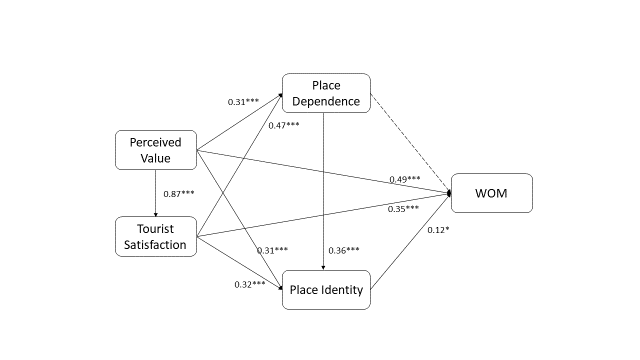 Place
Dependence
0.31***
0.47***
Perceived
Value
0.49***
0.87***
WOM
0.35***
Tourist
Satisfaction
0.12*
0.31***
0.36***
0.32***
Place Identity